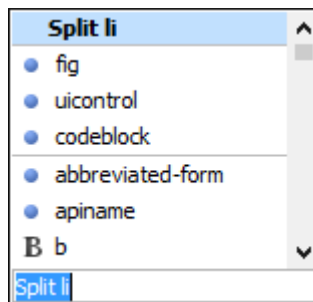 Split li
fig
uicontrol
codeblock
abbreviated-form
apiname
B b
Split li